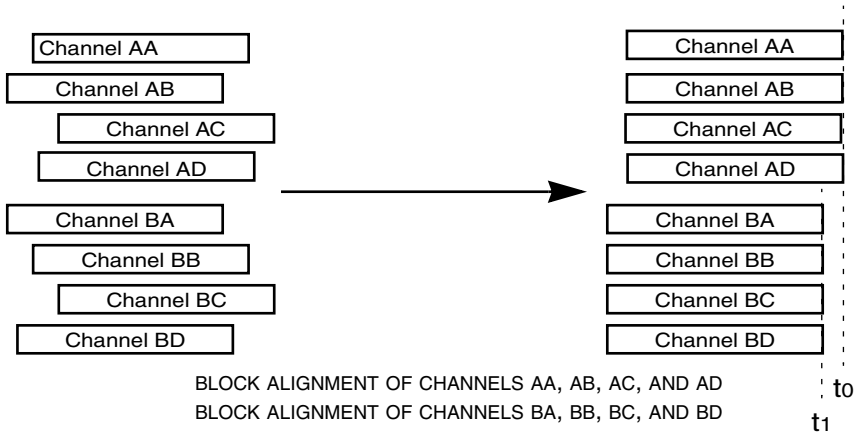 Channel AA
Channel AB
Channel AC
Channel AD
Channel BA
Channel BB
Channel BC
Channel BD
Channel AA
Channel AB
Channel AC
Channel AD
Channel BA
Channel BB
Channel BC
Channel BD
BLOCK ALIGNMENT OF CHANNELS AA, AB, AC, AND AD
BLOCK ALIGNMENT OF CHANNELS BA, BB, BC, AND BD
t0
t1